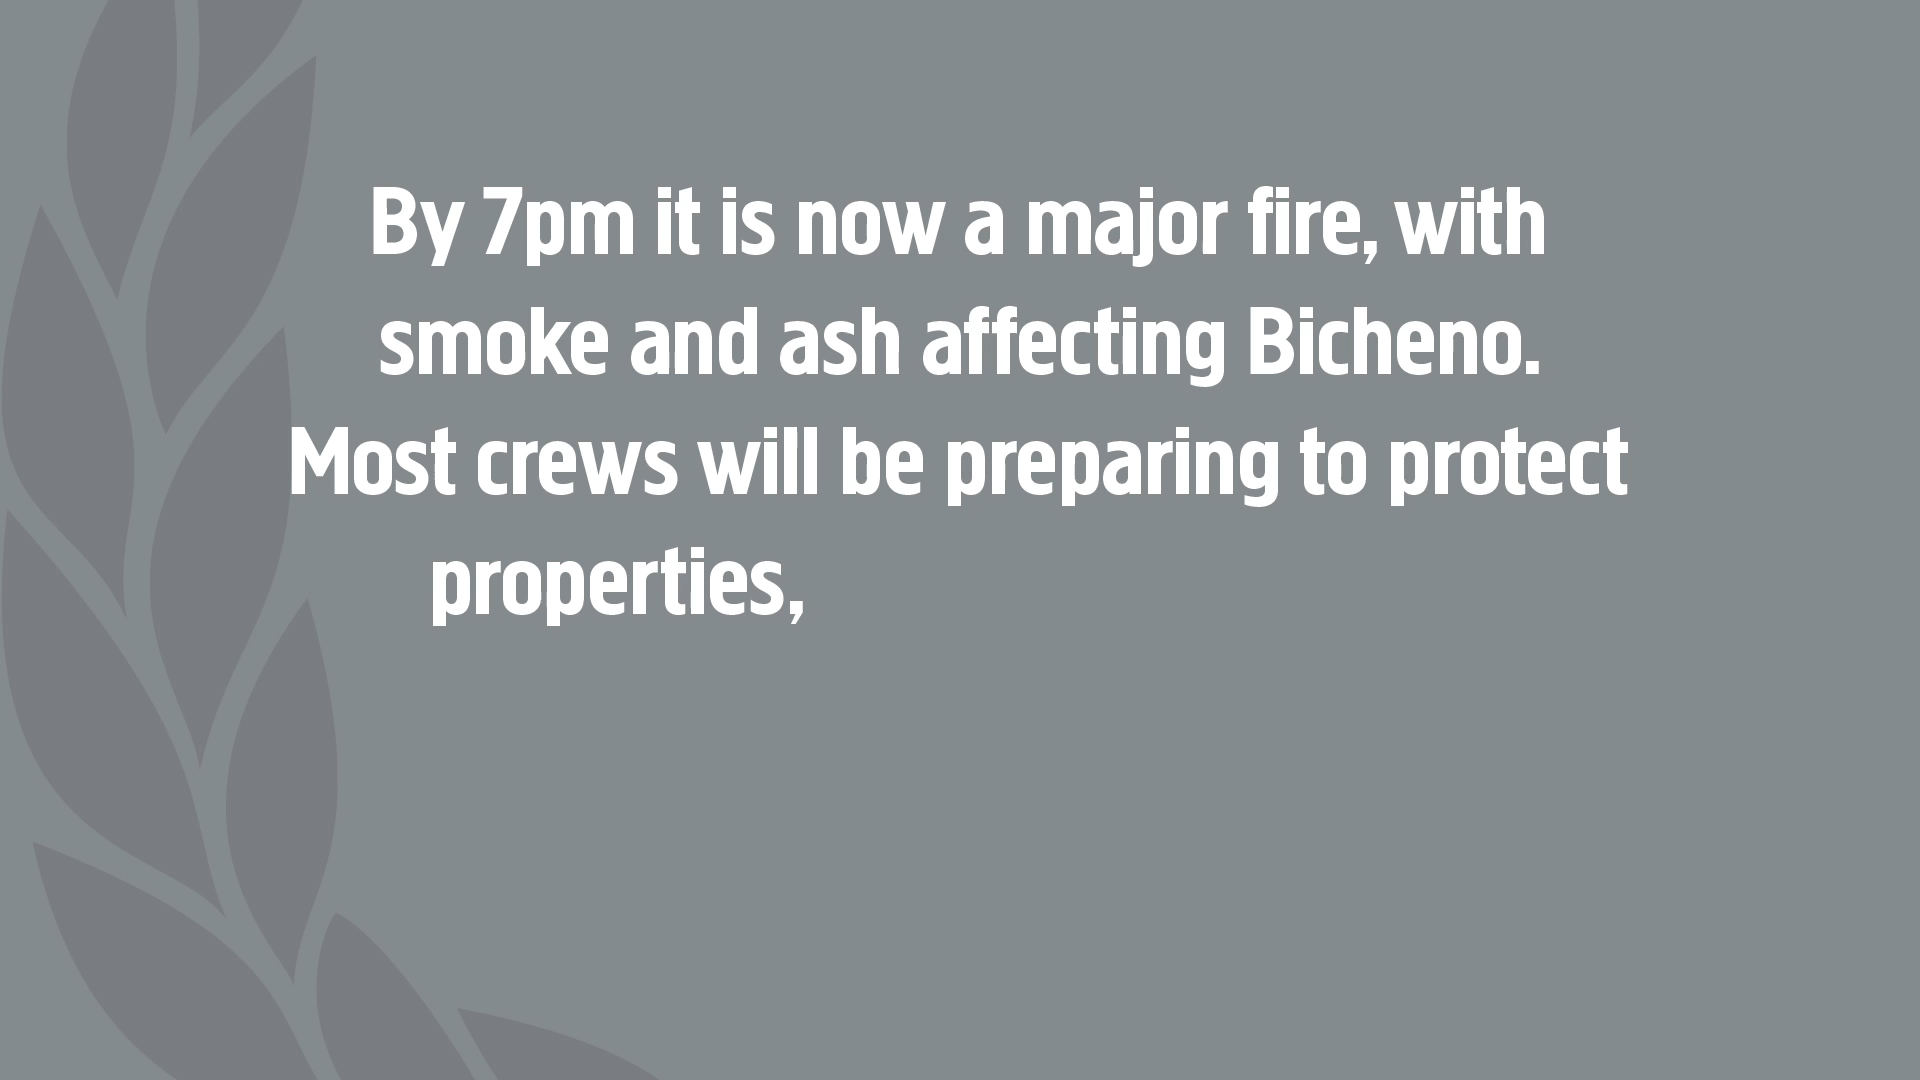 By 7pm it is now a major fire, with
smoke and ash affecting Bicheno.
Most crews will be preparing to protect
properties,